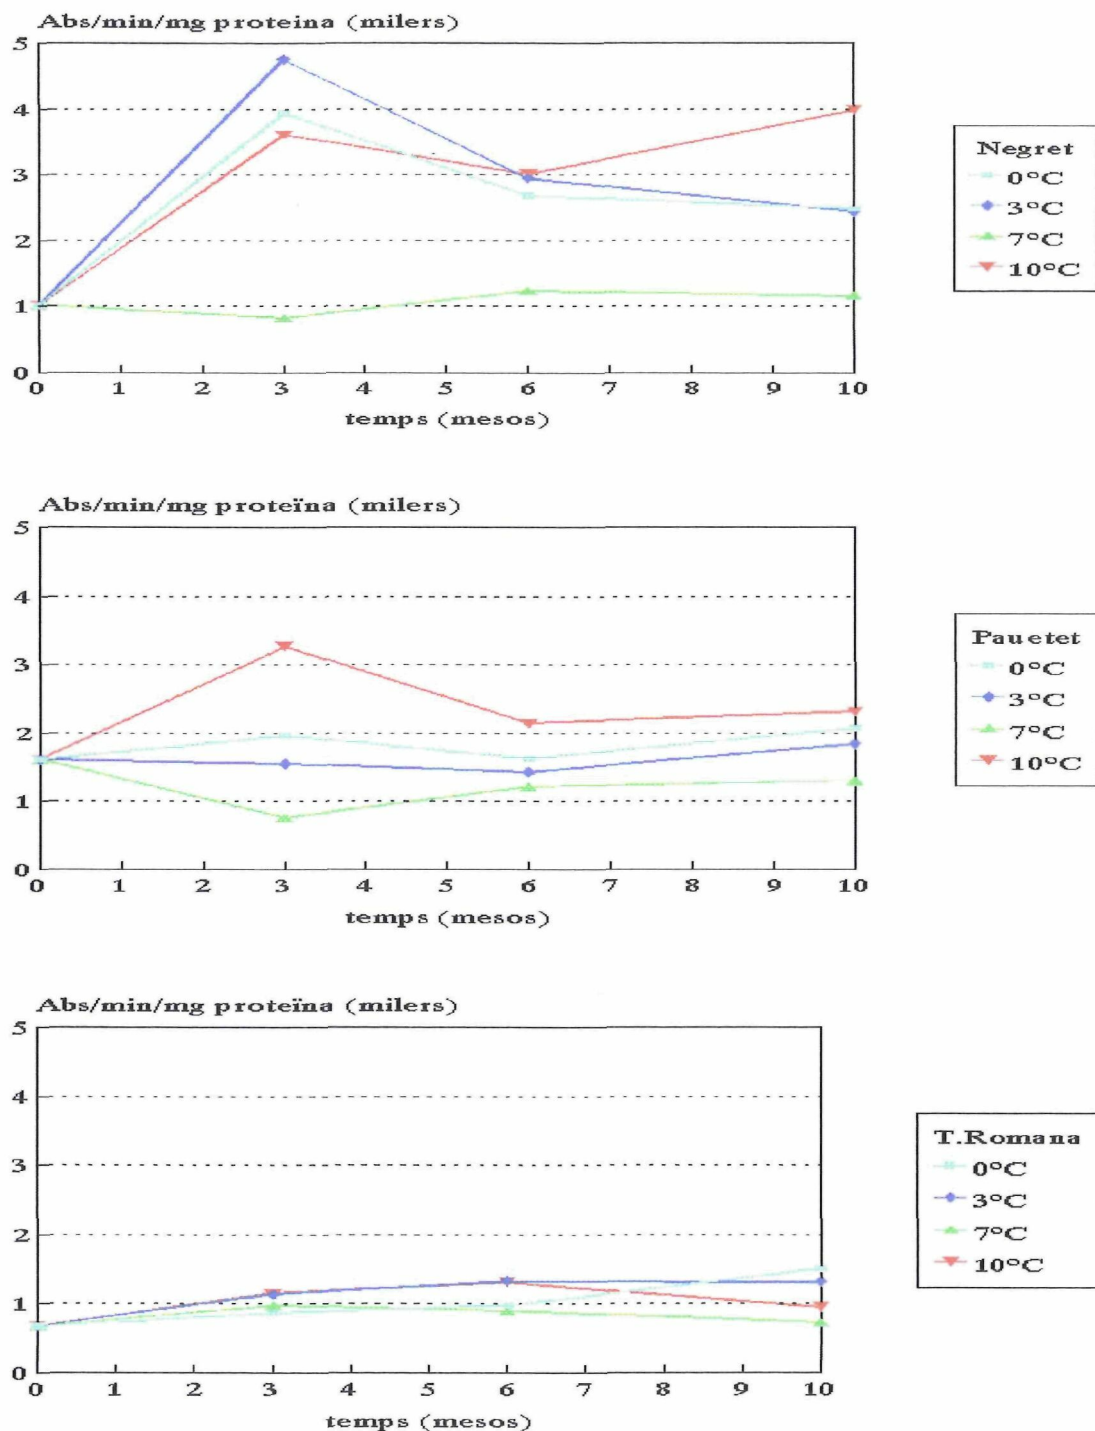 Abs/min/mg proteina (milers)
5
4
3
2
1
0
0 1 2 3 4 5 6 7 8 9 10
temps (mesos)
Negret
0°C
3°C
7°C
10°C
Abs/min/mg proteïna (milers)
5
4
3
2
1
0
0 1 2 3 4 5 6 7 8 9 10
temps (mesos)
Pauetet
0°C
3°C
7°C
10°C
Abs/min/mg proteïna (milers)
5
4
3
2
1
0
0 1 2 3 4 5 6 7 8 9 10
temps (mesos)
T.Romana
0°C
3°C
7°C
10°C